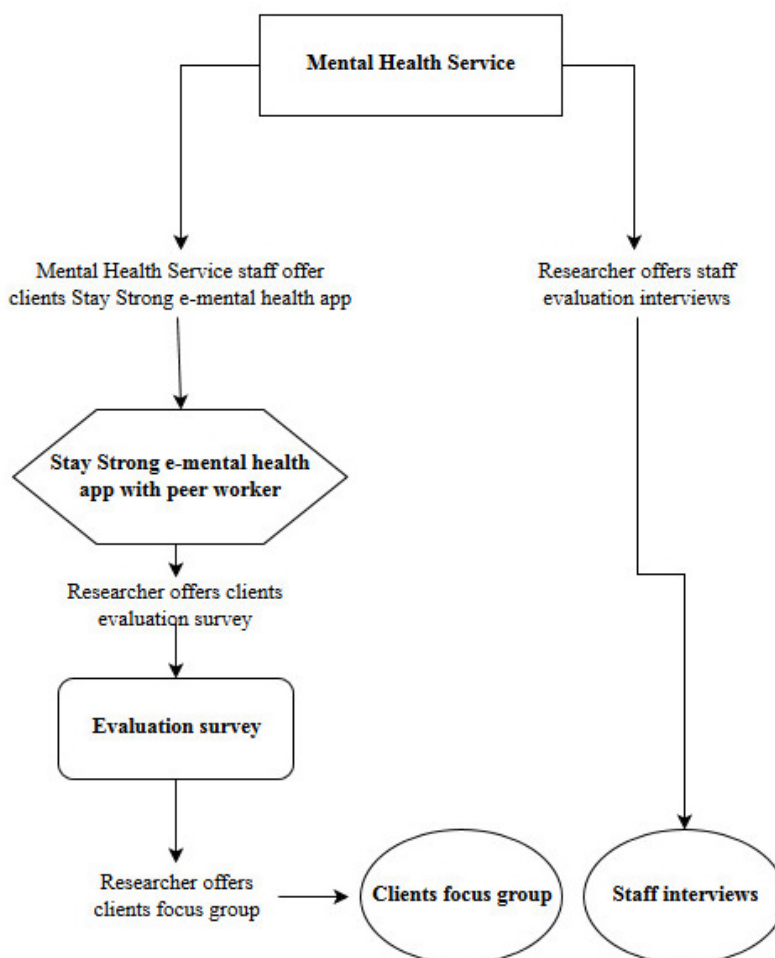 Mental Health Service
Mental Health Service staff offer
clients Stay Strong e-mental health app
Researcher offers staff
evaluation interviews
Stay Strong e-mental health
app with peer worker
Researcher offers clients
evaluation survey
Evaluation survey
Researcher offers
clients focus group
Clients focus group
Staff interviews